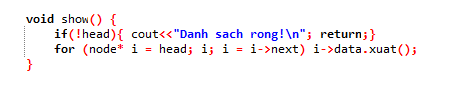 void show() {
    if(!head){ cout<<"Danh sach rong!\n"; return;}
    for (node* i = head; i; i = i->next) i->data.xuat();
}